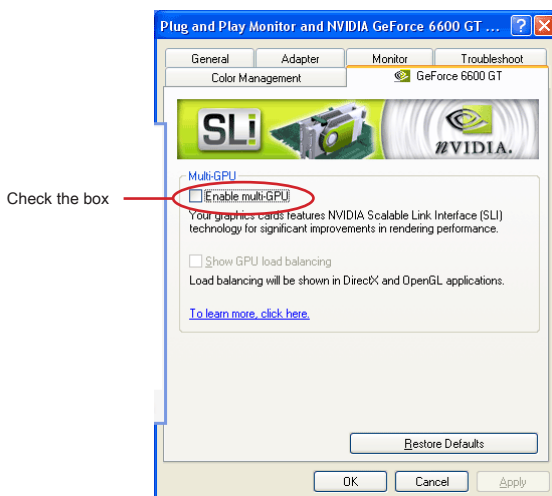 Plug and Play Monitor and NVIDIA GeForce 6600 GT ...
General Adapter Monitor Troubleshoot
Color Management GeForce 6600 GT
SLi NVIDIA.
Multi-GPU
Check the box
Enable multi-GPU
Your graphics cards features NVIDIA Scalable Link Interface (SLI)
technology for significant improvements in rendering
performance.
Show GPU load balancing
Load balancing will be shown in DirectX and OpenGL applications.
To learn more, click here.
Restore Defaults
OK Cancel Apply